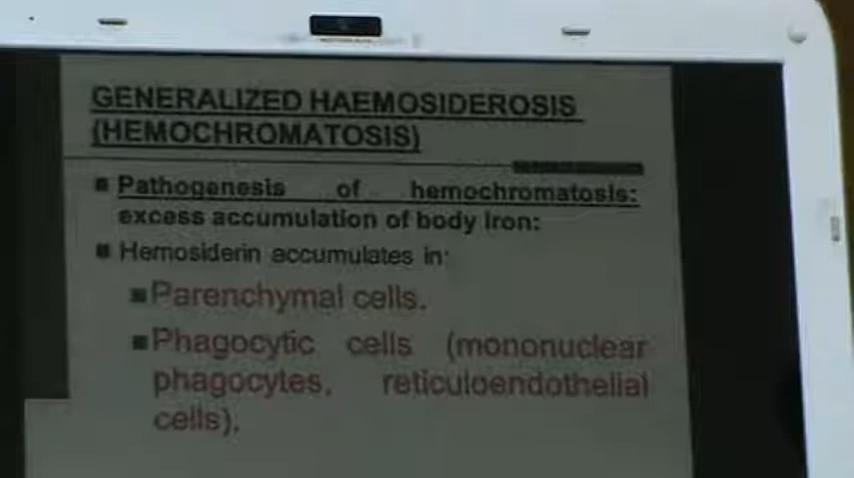 GENERALIZED HAEMOSIDEROSIS
(HEMOCHROMATOSIS)
Pathogenesis of hemochromatosis:
excess accumulation of body iron:
Hemosiderin accumulates in:
Parenchymal cells.
Phagocytic cells (mononuclear
phagocytes, reticuloendothelial
cells).